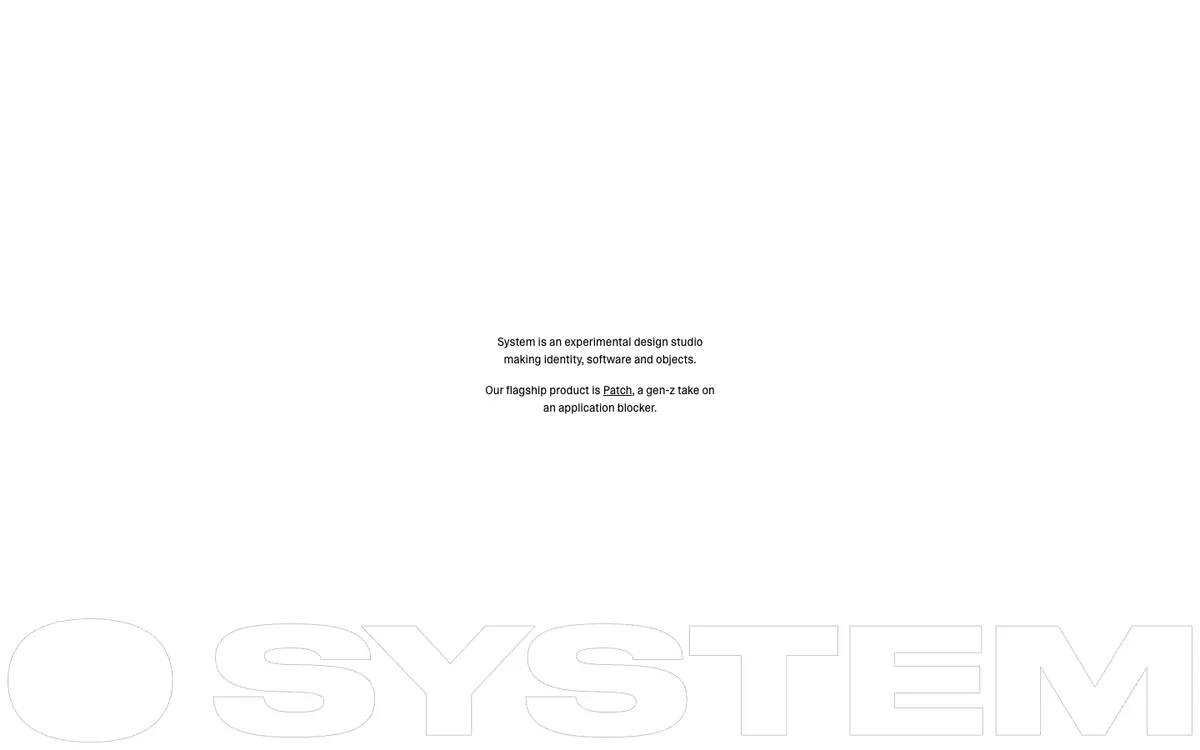 System is an experimental design studio
making identity, software and objects.
Our flagship product is Patch, a gen-z take on
an application blocker.
O SYSTEM